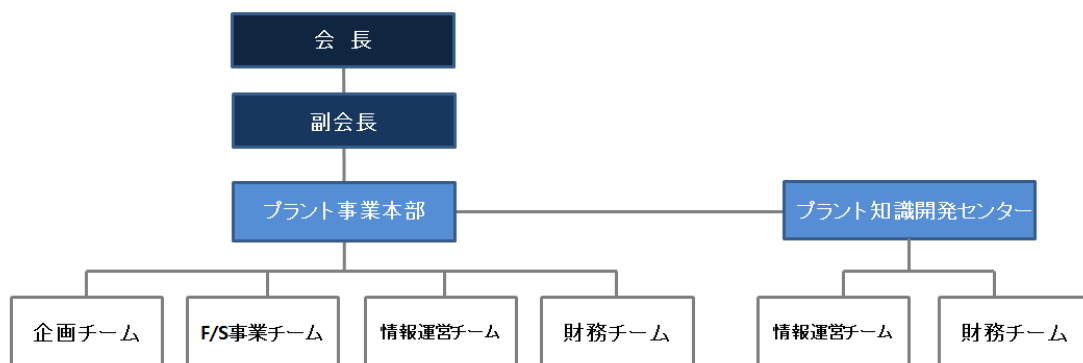 会 長
副会長
プラント事業本部
プラント知識開発センター
企画チーム
F/S事業チーム
情報運営チーム
財務チーム
情報運営チーム
財務チーム